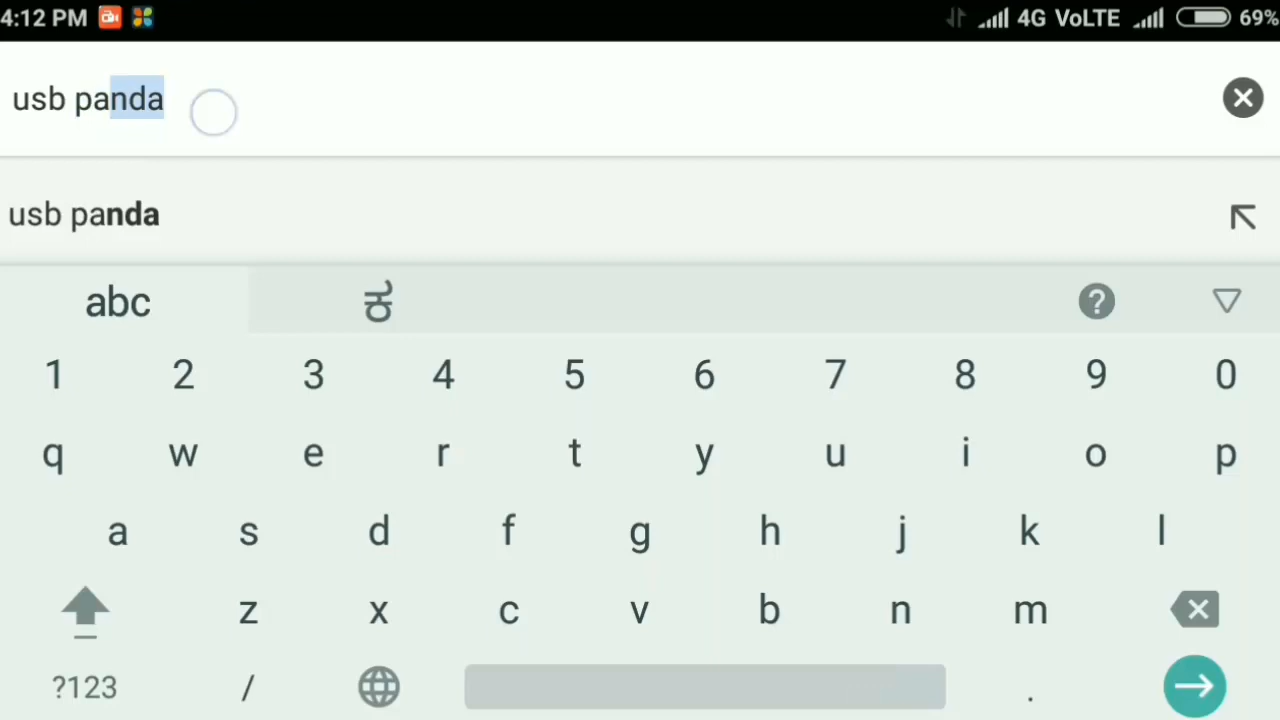 4:12 PM 4G VoLTE 69%
usb panda
usb panda
abc ಕ
1 2 3 4 5 6 7 8 9 0
q w e r t y u i o p
a s d f g h j k l
z x c v b n m
?123 / .